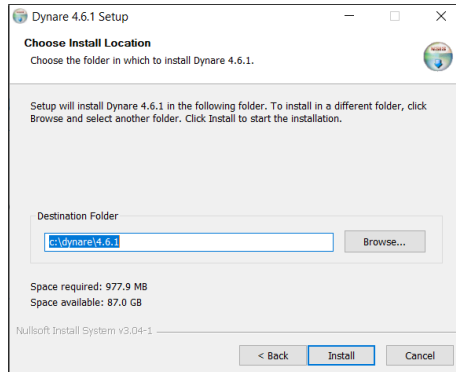 Dynare 4.6.1 Setup
Choose Install Location
Choose the folder in which to install Dynare 4.6.1.
Setup will install Dynare 4.6.1 in the following folder. To install in a different folder, click
Browse and select another folder. Click Install to start the installation.
Destination Folder
c:\dynare\4.6.1
Browse...
Space required: 977.9 MB
Space available: 87.0 GB
Nullsoft Install System v3.04-1
< Back
Install
Cancel